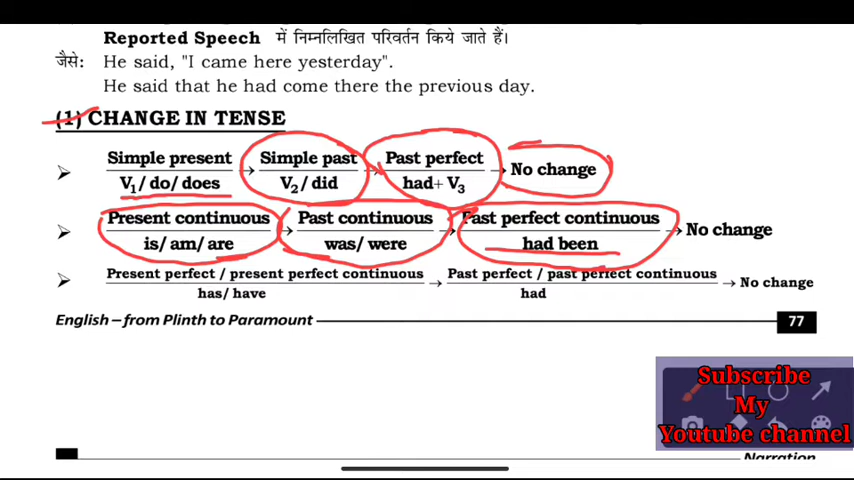 Reported Speech में निम्नलिखित परिवर्तन किये जाते हैं।
जैसे: He said, "I came here yesterday".
He said that he had come there the previous day.
(1) CHANGE IN TENSE
➢ Simple present → Simple past → Past perfect → No change
V₁/ do/ does V₂/ did had+ V₃
➢ Present continuous → Past continuous → Past perfect continuous → No change
is/ am/ are was/ were had been
➢ Present perfect / present perfect continuous → Past perfect / past perfect continuous → No change
has/ have had
English – from Plinth to Paramount 77
Subscribe
My
Youtube channel
Narration